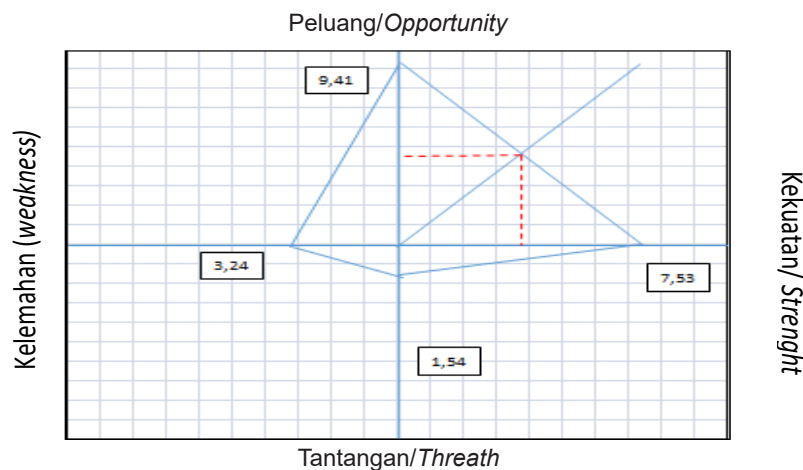 Peluang/Opportunity
9,41
Kelemahan (weakness)
Kekuatan/ Strenght
3,24
7,53
1,54
Tantangan/Threath